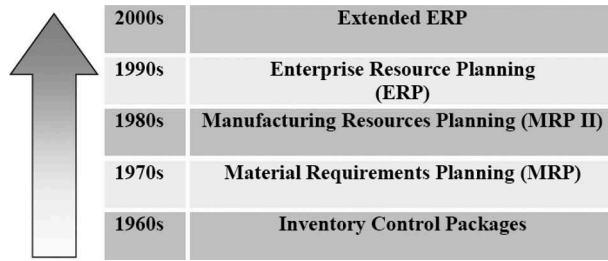 2000s Extended ERP
1990s Enterprise Resource Planning
(ERP)
1980s Manufacturing Resources Planning (MRP II)
1970s Material Requirements Planning (MRP)
1960s Inventory Control Packages